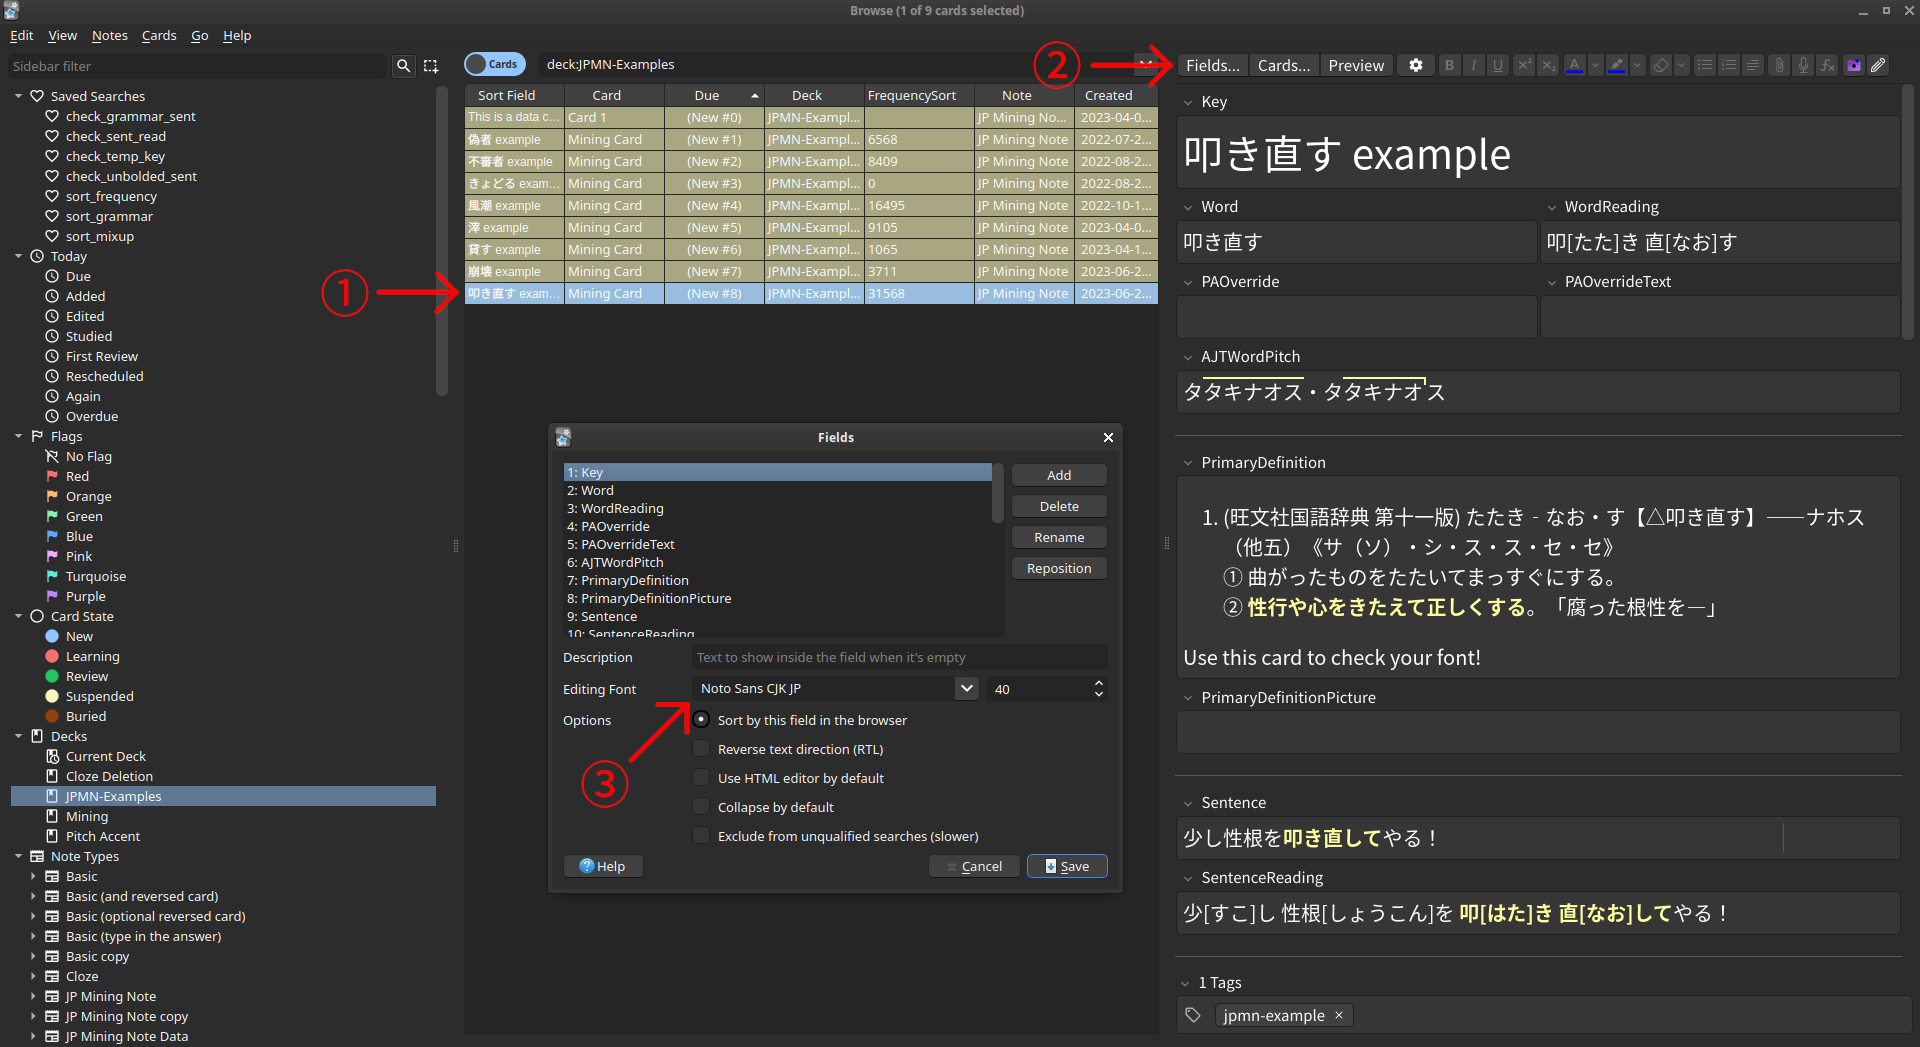 Browse (1 of 9 cards selected)
Edit View Notes Cards Go Help
Sidebar filter
Saved Searches
check_grammar_sent
check_sent_read
check_temp_key
check_unbolded_sent
sort_frequency
sort_grammar
sort_mixup
Today
Due
Added
Edited
Studied
First Review
Rescheduled
Again
Overdue
Flags
No Flag
Red
Orange
Green
Blue
Pink
Turquoise
Purple
Card State
New
Learning
Review
Suspended
Buried
Decks
Current Deck
Cloze Deletion
JPMN-Examples
Mining
Pitch Accent
Note Types
Basic
Basic (and reversed card)
Basic (optional reversed card)
Basic (type in the answer)
Basic copy
Cloze
JP Mining Note
JP Mining Note copy
JP Mining Note Data
Cards deck:JPMN-Examples
Sort Field Card Due Deck FrequencySort Note Created
This is a data c... Card 1 (New #0) JPMN-Exampl... JP Mining No... 2023-04-0...
偽者 example Mining Card (New #1) JPMN-Exampl... 6568 JP Mining Note 2022-07-2...
不審者 example Mining Card (New #2) JPMN-Exampl... 8409 JP Mining Note 2022-08-2...
きょどる exam... Mining Card (New #3) JPMN-Exampl... 0 JP Mining Note 2022-08-2...
風潮 example Mining Card (New #4) JPMN-Exampl... 16495 JP Mining Note 2022-10-1...
滓 example Mining Card (New #5) JPMN-Exampl... 9105 JP Mining Note 2023-04-0...
貸す example Mining Card (New #6) JPMN-Exampl... 1065 JP Mining Note 2023-04-1...
崩壊 example Mining Card (New #7) JPMN-Exampl... 3711 JP Mining Note 2023-06-2...
叩き直す exam... Mining Card (New #8) JPMN-Exampl... 31568 JP Mining Note 2023-06-2...
①
②
③
Fields
1: Key
2: Word
3: WordReading
4: PAOverride
5: PAOverrideText
6: AJTWordPitch
7: PrimaryDefinition
8: PrimaryDefinitionPicture
9: Sentence
10: SentenceReading
Add
Delete
Rename
Reposition
Description Text to show inside the field when it's empty
Editing Font Noto Sans CJK JP 40
Options Sort by this field in the browser
Reverse text direction (RTL)
Use HTML editor by default
Collapse by default
Exclude from unqualified searches (slower)
Help Cancel Save
Fields... Cards... Preview B I U X² X₂ A fx
Key
叩き直す example
Word WordReading
叩き直す 叩[たた]き 直[なお]す
PAOverride PAOverrideText
AJTWordPitch
タタキナオス・タタキナオス
PrimaryDefinition
1. (旺文社国語辞典 第十一版) たたき‐なお・す【△叩き直す】――ナホス
（他五）《サ（ソ）・シ・ス・ス・セ・セ》
① 曲がったものをたたいてまっすぐにする。
② 性行や心をきたえて正しくする。「腐った根性を―」
Use this card to check your font!
PrimaryDefinitionPicture
Sentence
少し性根を叩き直してやる！
SentenceReading
少[すこ]し 性根[しょうこん]を 叩[はた]き 直[なお]してやる！
1 Tags
jpmn-example ×